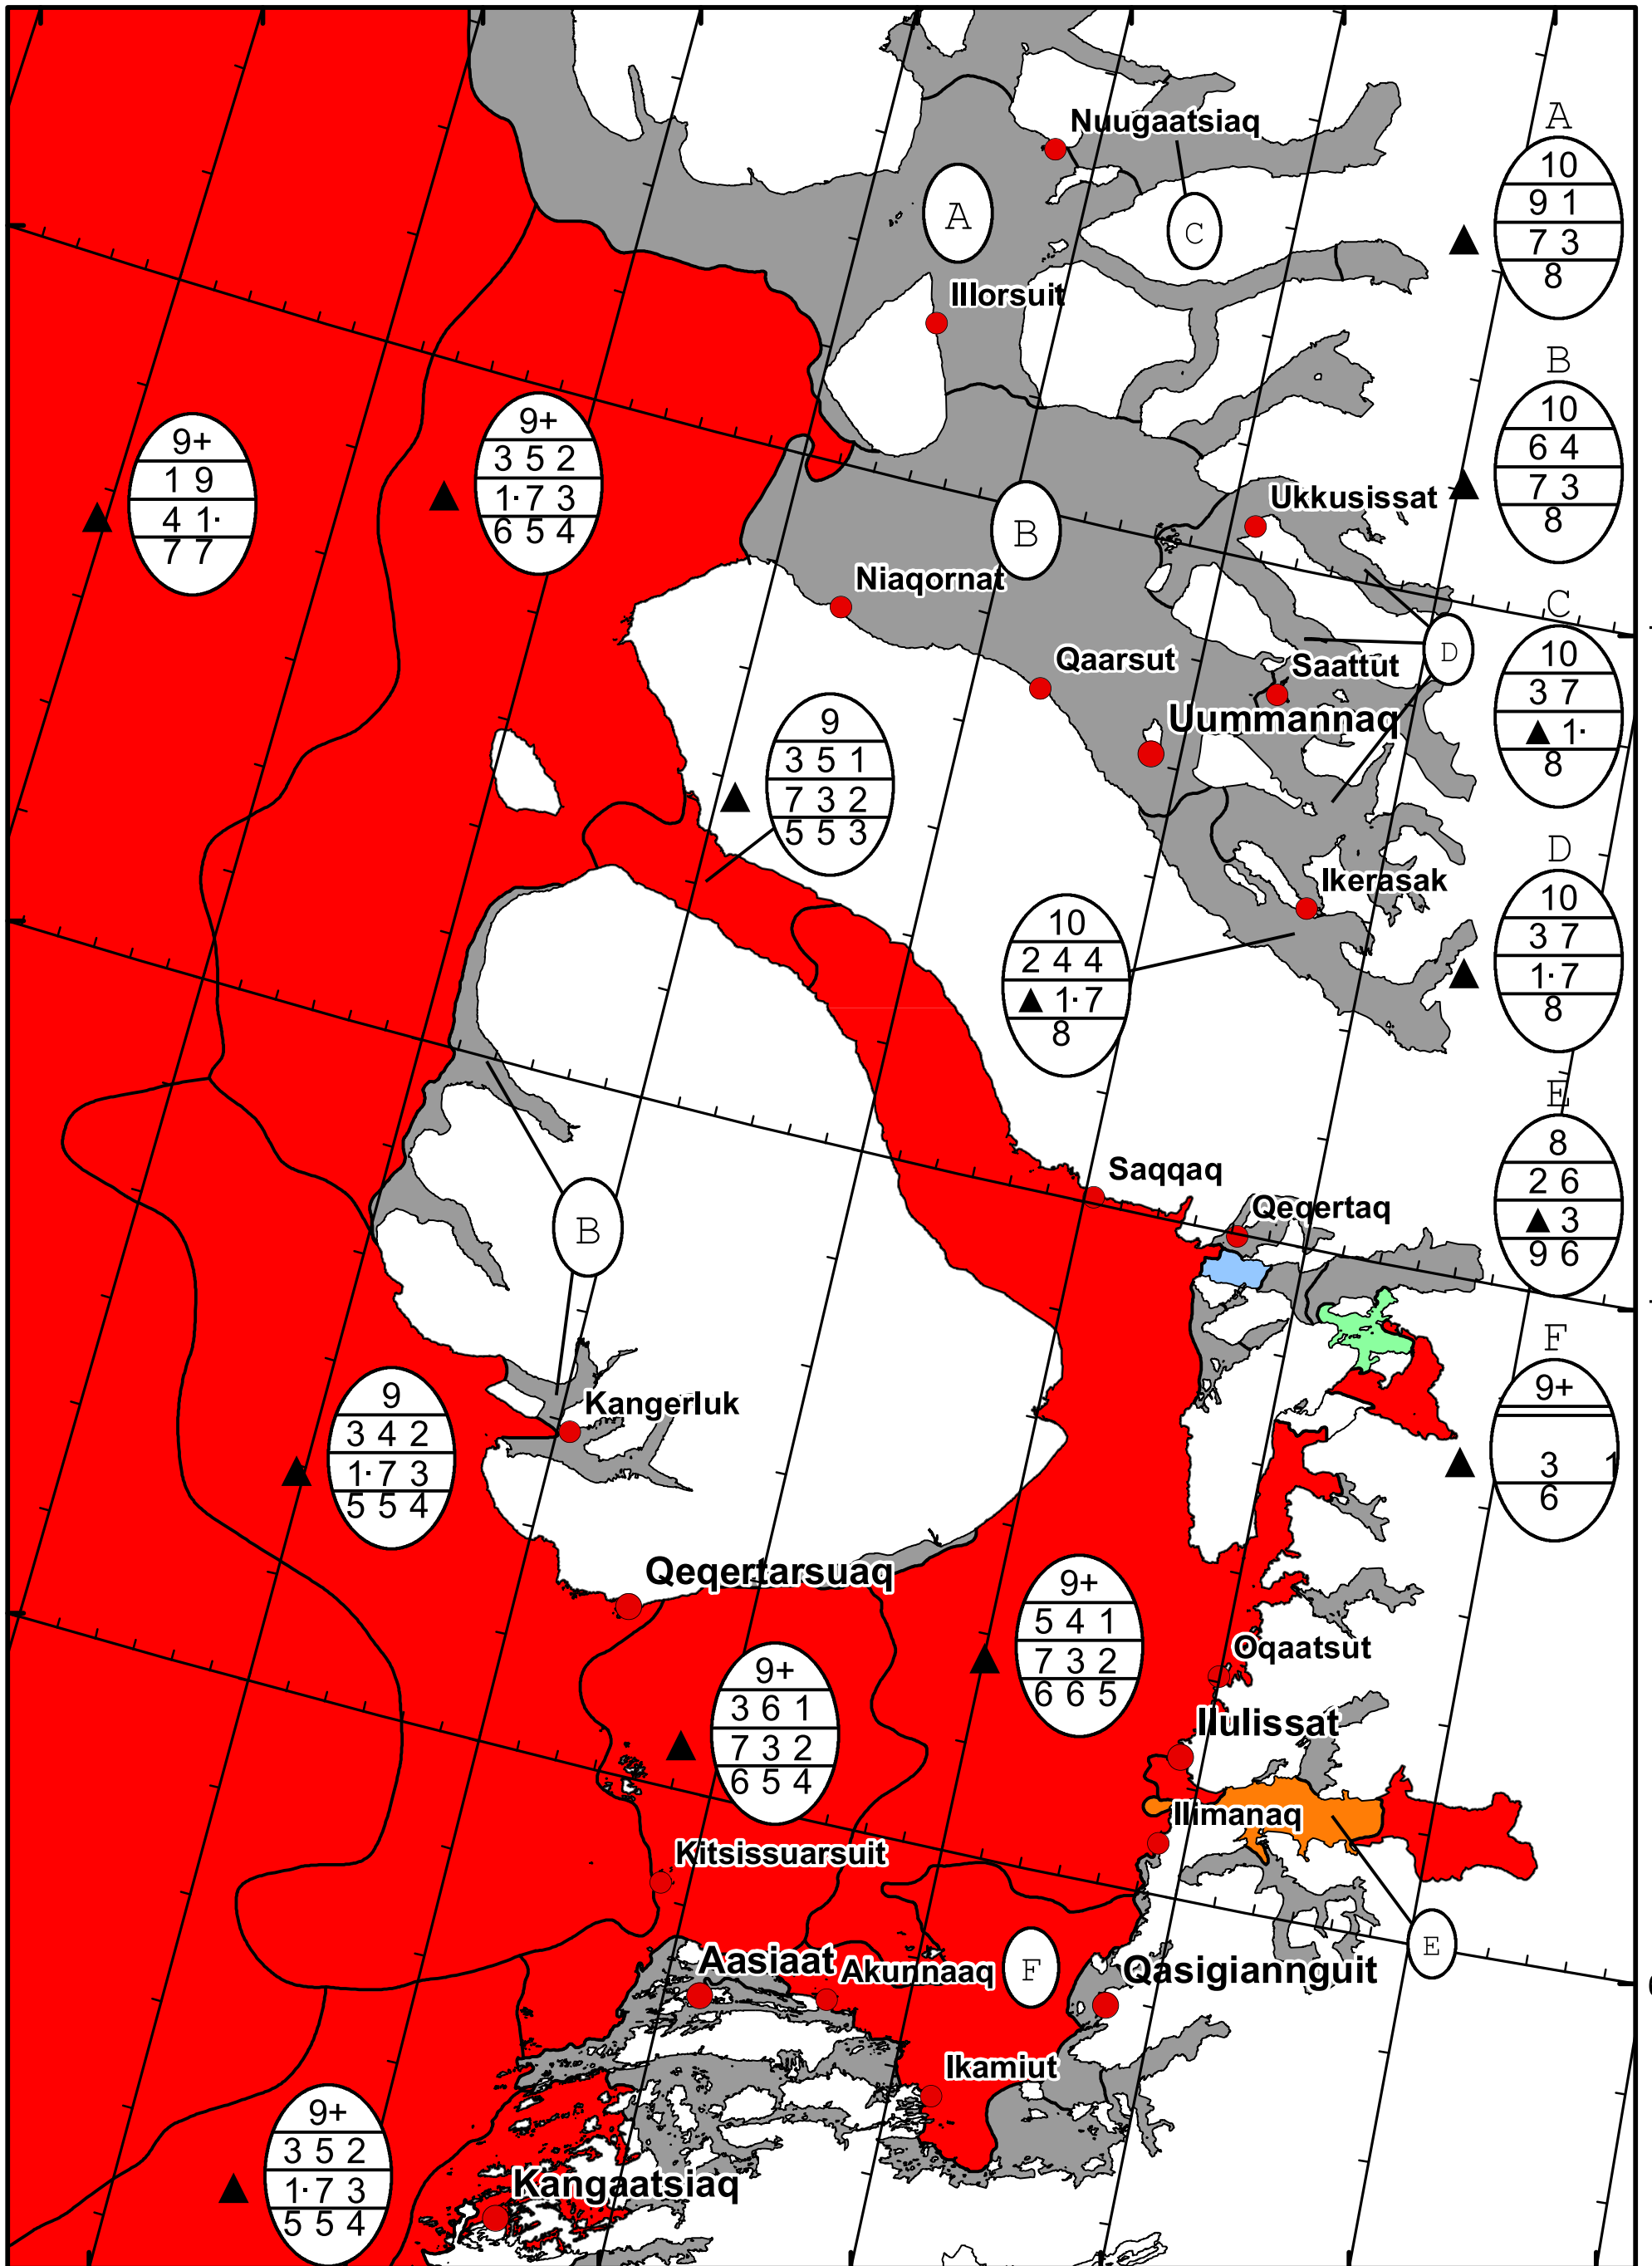 Nuugaatsiaq
A
10
9 1
7 3
8
A
C
Illorsuit
B
10
6 4
7 3
8
9+
1 9
4 1·
7 7
9+
3 5 2
1·7 3
6 5 4
Ukkusissat
B
Niaqornat
C
10
3 7
▲ 1·
8
D
Qaarsut
Saattut
Uummannaq
9
3 5 1
7 3 2
5 5 3
D
10
3 7
1·7
8
Ikerasak
10
2 4 4
▲ 1·7
8
E
8
2 6
▲ 3
9 6
Saqqaq
Qeqertaq
B
F
9+
3 1
6
9
3 4 2
1·7 3
5 5 4
Kangerluk
Qeqertarsuaq
9+
5 4 1
7 3 2
6 6 5
Oqaatsut
9+
3 6 1
7 3 2
6 5 4
Ilulissat
Ilimanaq
Kitsissuarsuit
E
Aasiaat
Akunnaaq
F
Qasigiannguit
Ikamiut
9+
3 5 2
1·7 3
5 5 4
Kangaatsiaq